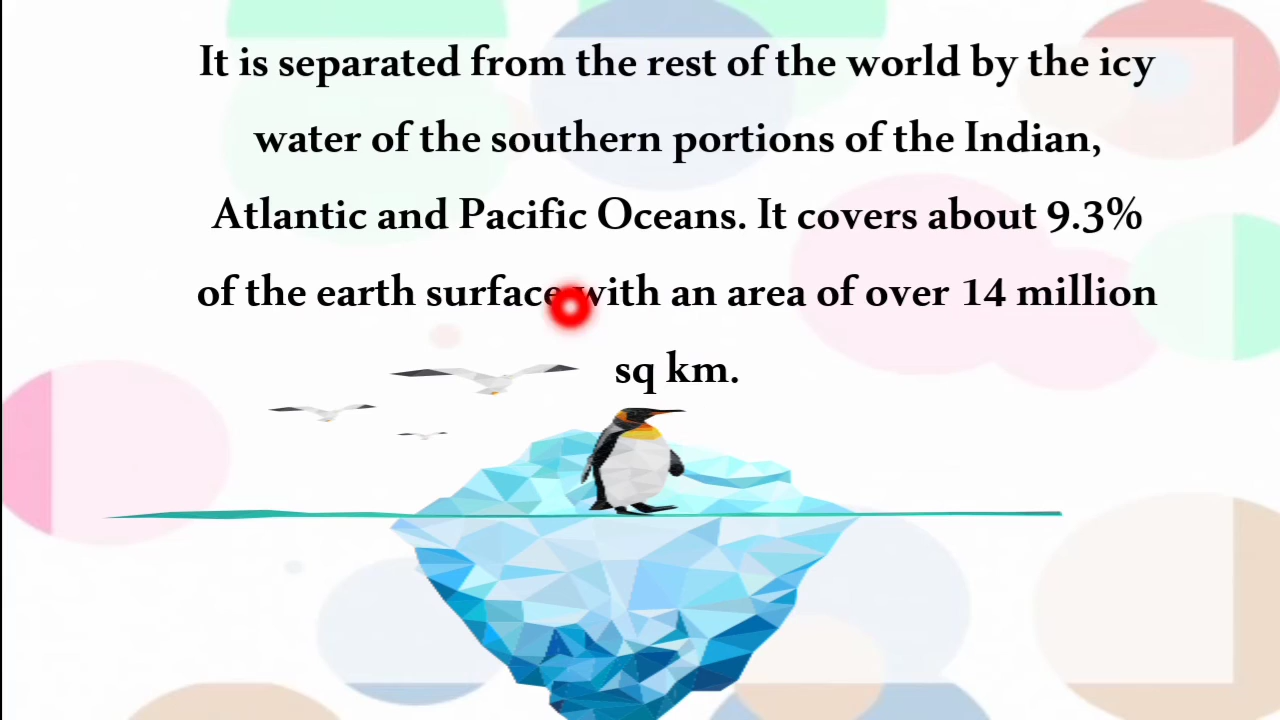 It is separated from the rest of the world by the icy
water of the southern portions of the Indian,
Atlantic and Pacific Oceans. It covers about 9.3%
of the earth surface with an area of over 14 million
sq km.